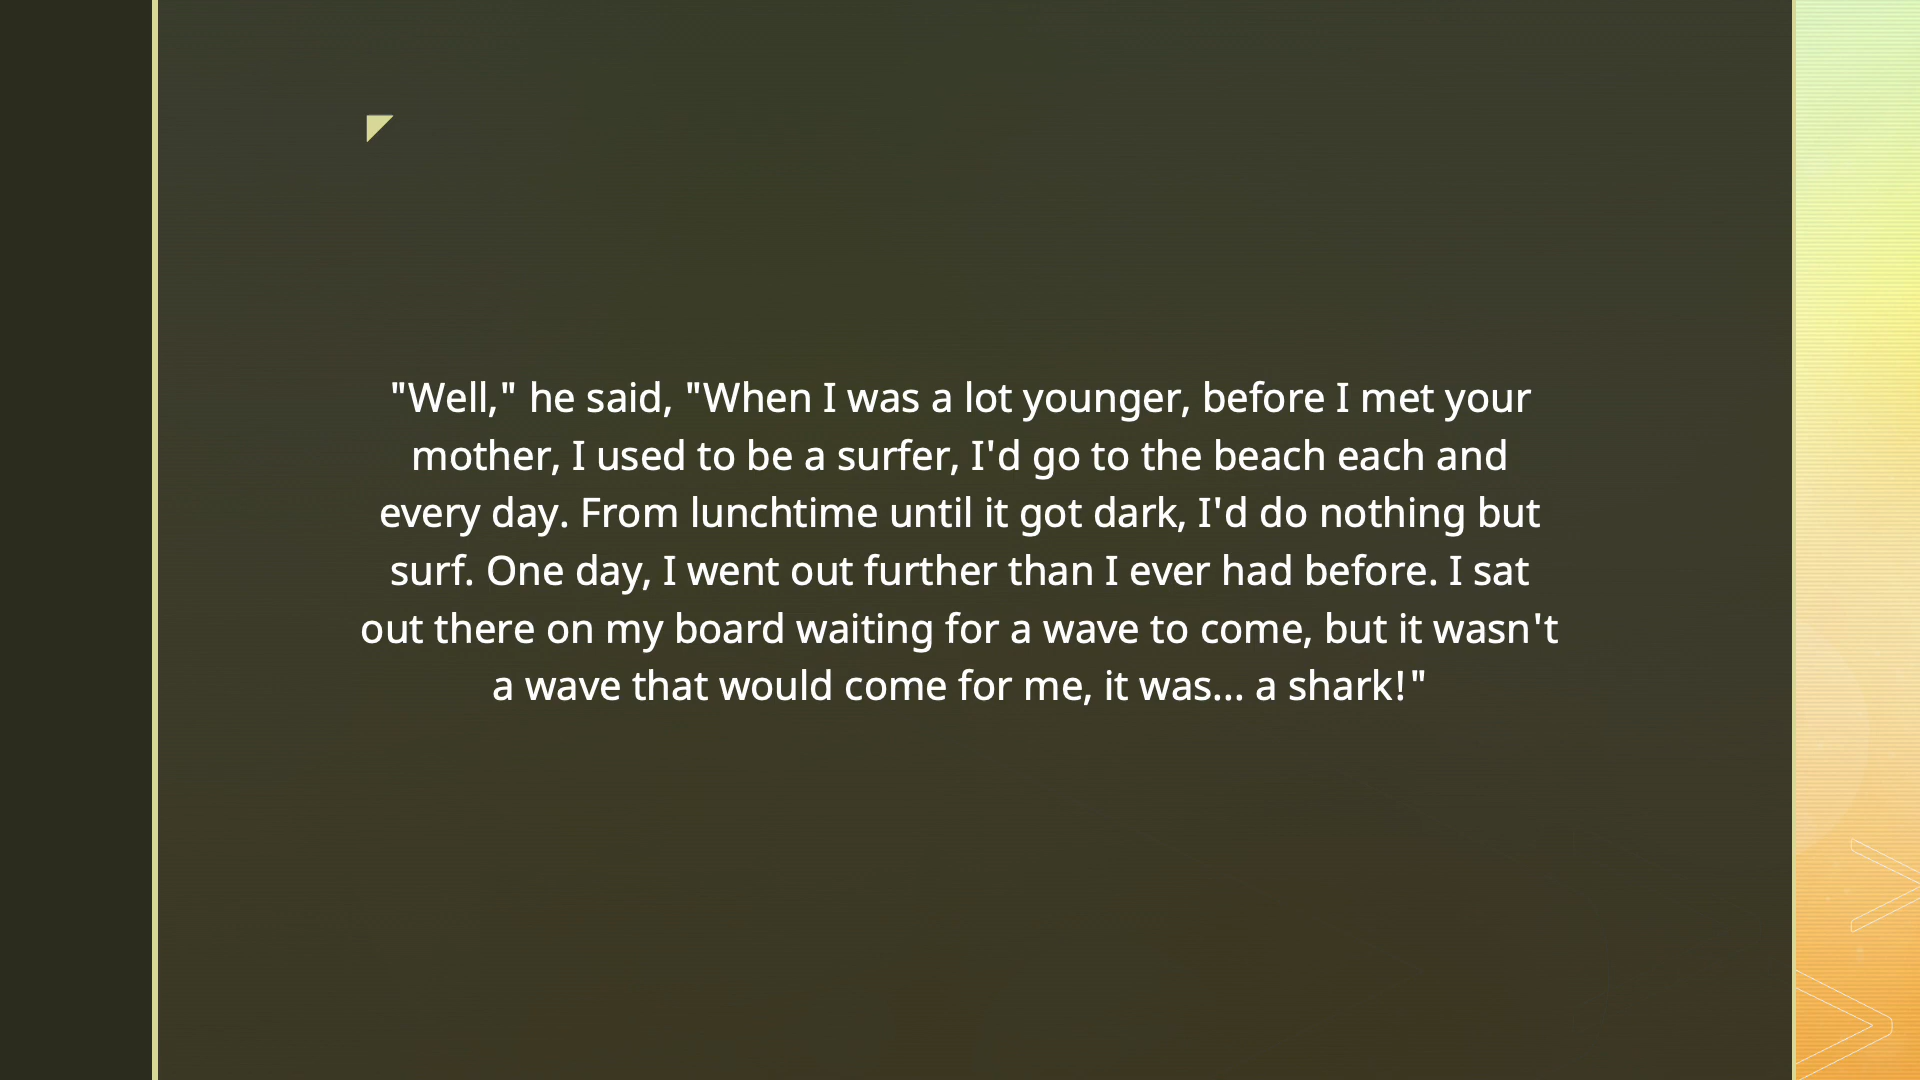 "Well," he said, "When I was a lot younger, before I met your
mother, I used to be a surfer, I'd go to the beach each and
every day. From lunchtime until it got dark, I'd do nothing but
surf. One day, I went out further than I ever had before. I sat
out there on my board waiting for a wave to come, but it wasn't
a wave that would come for me, it was... a shark!"